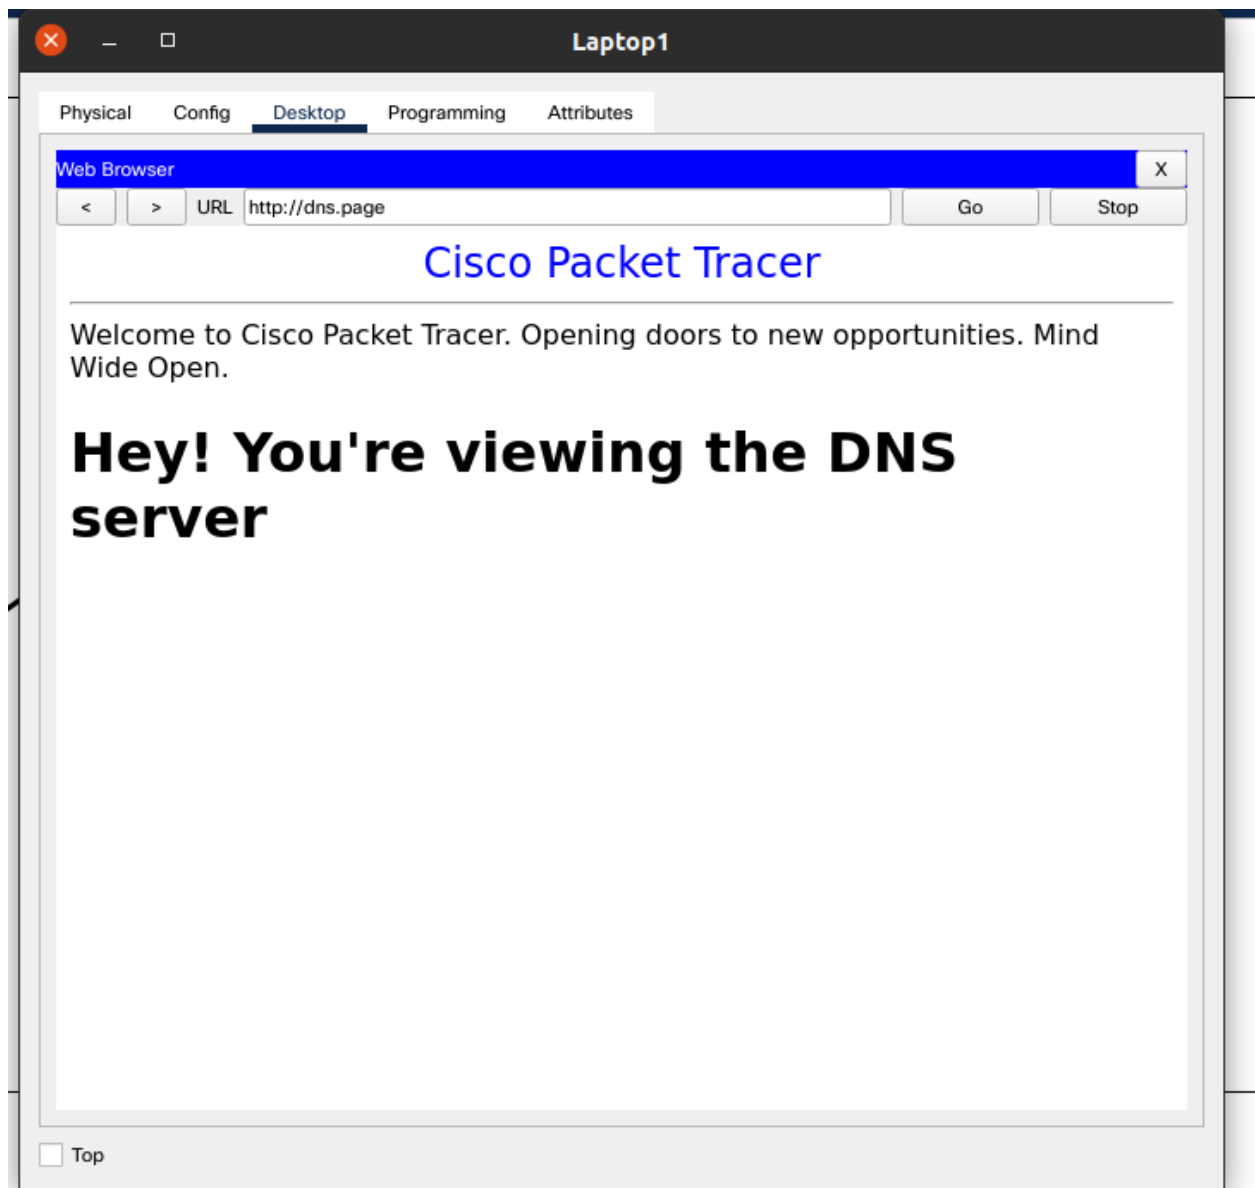 Laptop1
Physical Config Desktop Programming Attributes
Web Browser X
< > URL http://dns.page Go Stop
Cisco Packet Tracer
Welcome to Cisco Packet Tracer. Opening doors to new opportunities. Mind
Wide Open.
Hey! You're viewing the DNS
server
Top